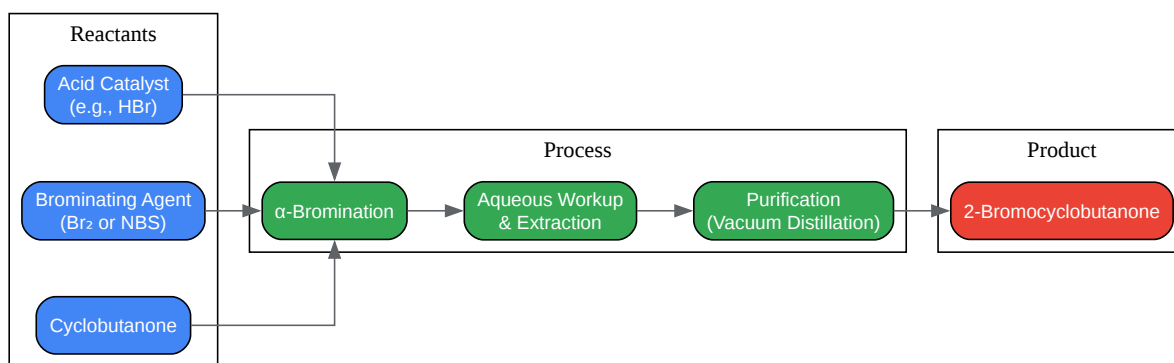 Reactants
Acid Catalyst
(e.g., HBr)
Brominating Agent
(Br₂ or NBS)
Cyclobutanone
Process
α-Bromination
Aqueous Workup
& Extraction
Purification
(Vacuum Distillation)
Product
2-Bromocyclobutanone